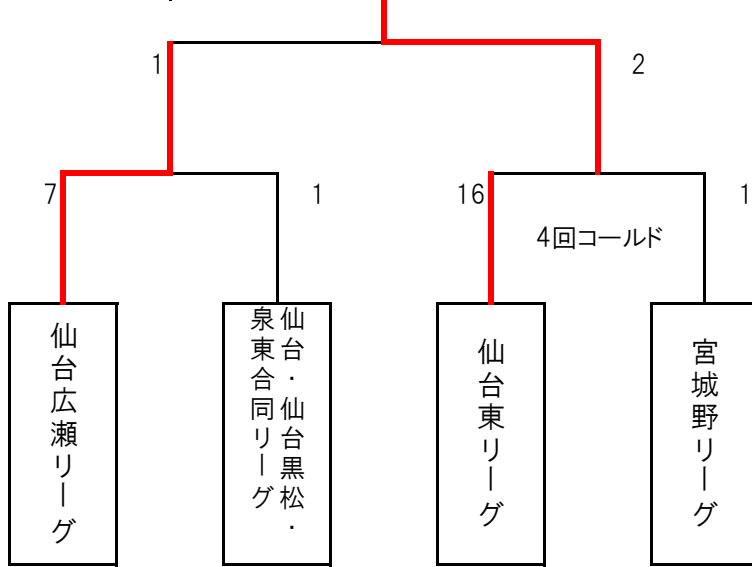 1
2
7
1
16
1
4回コールド
仙台広瀬リーグ
仙台・仙台黒松・
泉東合同リーグ
仙台東リーグ
宮城野リーグ